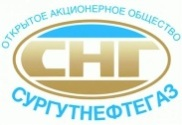 ОТКРЫТОЕ АКЦИОНЕРНОЕ ОБЩЕСТВО
СНГ
СУРГУТНЕФТЕГАЗ